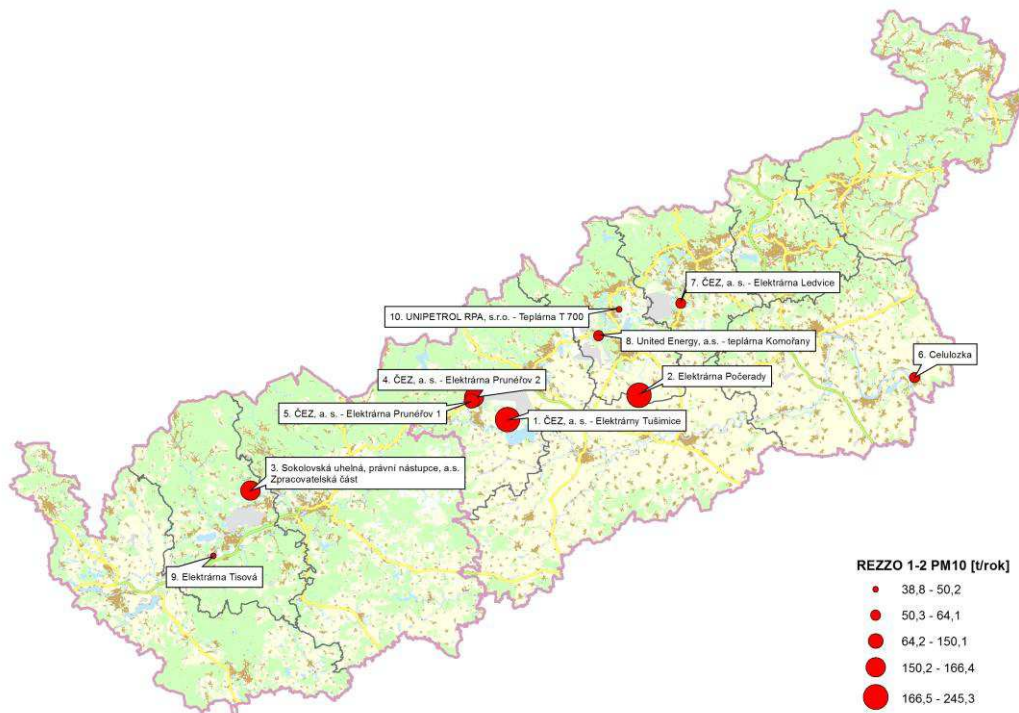 7. ČEZ, a. s. - Elektrárna Ledvice
10. UNIPETROL RPA, s.r.o. - Teplárna T 700
8. United Energy, a.s. - teplárna Komořany
6. Celulozka
4. ČEZ, a. s. - Elektrárna Prunéřov 2
2. Elektrárna Počerady
5. ČEZ, a. s. - Elektrárna Prunéřov 1
1. ČEZ, a. s. - Elektrárny Tušimice
3. Sokolovská uhelná, právní nástupce, a.s.
Zpracovatelská část
9. Elektrárna Tisová
REZZO 1-2 PM10 [t/rok]
38,8 - 50,2
50,3 - 64,1
64,2 - 150,1
150,2 - 166,4
166,5 - 245,3